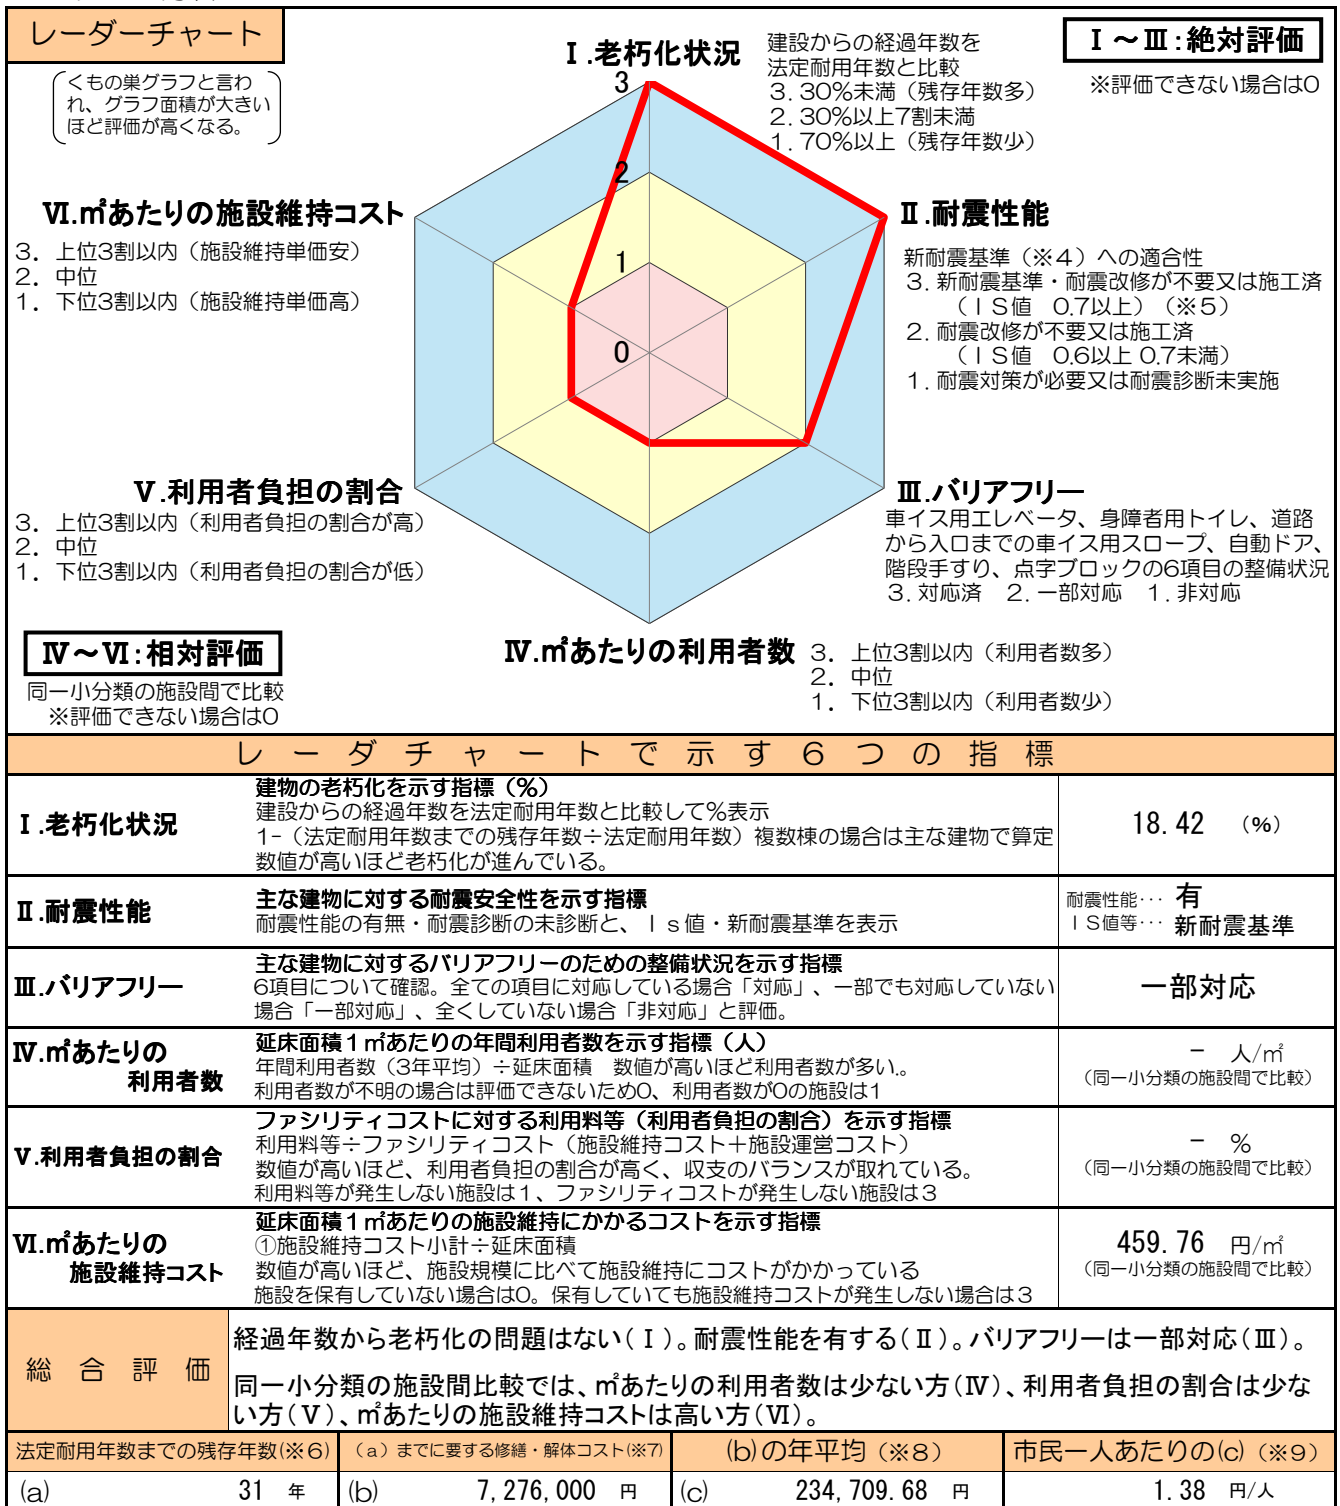 レーダーチャート
くもの巣グラフと言わ
れ、グラフ面積が大きい
ほど評価が高くなる。
Ⅰ.老朽化状況
建設からの経過年数を
法定耐用年数と比較
3. 30%未満（残存年数多）
2. 30%以上7割未満
1. 70%以上（残存年数少）
Ⅰ～Ⅲ:絶対評価
※評価できない場合は0
3
2
1
0
Ⅵ.㎡あたりの施設維持コスト
3. 上位3割以内（施設維持単価安）
2. 中位
1. 下位3割以内（施設維持単価高）
Ⅱ.耐震性能
新耐震基準（※4）への適合性
3. 新耐震基準・耐震改修が不要又は施工済
（ＩＳ値　0.7以上）（※5）
2. 耐震改修が不要又は施工済
（ＩＳ値　0.6以上 0.7未満）
1. 耐震対策が必要又は耐震診断未実施
Ⅴ.利用者負担の割合
3. 上位3割以内（利用者負担の割合が高）
2. 中位
1. 下位3割以内（利用者負担の割合が低）
Ⅲ.バリアフリー
車イス用エレベータ、身障者用トイレ、道路
から入口までの車イス用スロープ、自動ドア、
階段手すり、点字ブロックの6項目の整備状況
3. 対応済　2. 一部対応　1. 非対応
Ⅳ～Ⅵ:相対評価
同一小分類の施設間で比較
※評価できない場合は0
Ⅳ.㎡あたりの利用者数
3. 上位3割以内（利用者数多）
2. 中位
1. 下位3割以内（利用者数少）
レーダチャートで示す6つの指標
Ⅰ.老朽化状況
建物の老朽化を示す指標（%）
建設からの経過年数を法定耐用年数と比較して%表示
1-（法定耐用年数までの残存年数÷法定耐用年数）複数棟の場合は主な建物で算定
数値が高いほど老朽化が進んでいる。
18.42　（%）
Ⅱ.耐震性能
主な建物に対する耐震安全性を示す指標
耐震性能の有無・耐震診断の未診断と、Ｉｓ値・新耐震基準を表示
耐震性能… 有
ＩＳ値等… 新耐震基準
Ⅲ.バリアフリー
主な建物に対するバリアフリーのための整備状況を示す指標
6項目について確認。全ての項目に対応している場合「対応」、一部でも対応していない
場合「一部対応」、全くしていない場合「非対応」と評価。
一部対応
Ⅳ.㎡あたりの
利用者数
延床面積１㎡あたりの年間利用者数を示す指標（人）
年間利用者数（3年平均）÷延床面積　数値が高いほど利用者数が多い。
利用者数が不明の場合は評価できないため0、利用者数が0の施設は1
－　人/㎡
（同一小分類の施設間で比較）
Ⅴ.利用者負担の割合
ファシリティコストに対する利用料等（利用者負担の割合）を示す指標
利用料等÷ファシリティコスト（施設維持コスト＋施設運営コスト）
数値が高いほど、利用者負担の割合が高く、収支のバランスが取れている。
利用料等が発生しない施設は１、ファシリティコストが発生しない施設は３
－　%
（同一小分類の施設間で比較）
Ⅵ.㎡あたりの
施設維持コスト
延床面積１㎡あたりの施設維持にかかるコストを示す指標
①施設維持コスト小計÷延床面積
数値が高いほど、施設規模に比べて施設維持にコストがかかっている
施設を保有していない場合は0。保有していても施設維持コストが発生しない場合は３
459.76　円/㎡
（同一小分類の施設間で比較）
総合評価
経過年数から老朽化の問題はない(Ⅰ)。耐震性能を有する(Ⅱ)。バリアフリーは一部対応(Ⅲ)。
同一小分類の施設間比較では、㎡あたりの利用者数は少ない方(Ⅳ)、利用者負担の割合は少な
い方(Ⅴ)、㎡あたりの施設維持コストは高い方(Ⅵ)。
法定耐用年数までの残存年数(※6)
（a）までに要する修繕・解体コスト(※7)
(b)の年平均（※8）
市民一人あたりの(c)（※9）
(a)　31　年
(b)　7,276,000　円
(c)　234,709.68　円
1.38　円/人